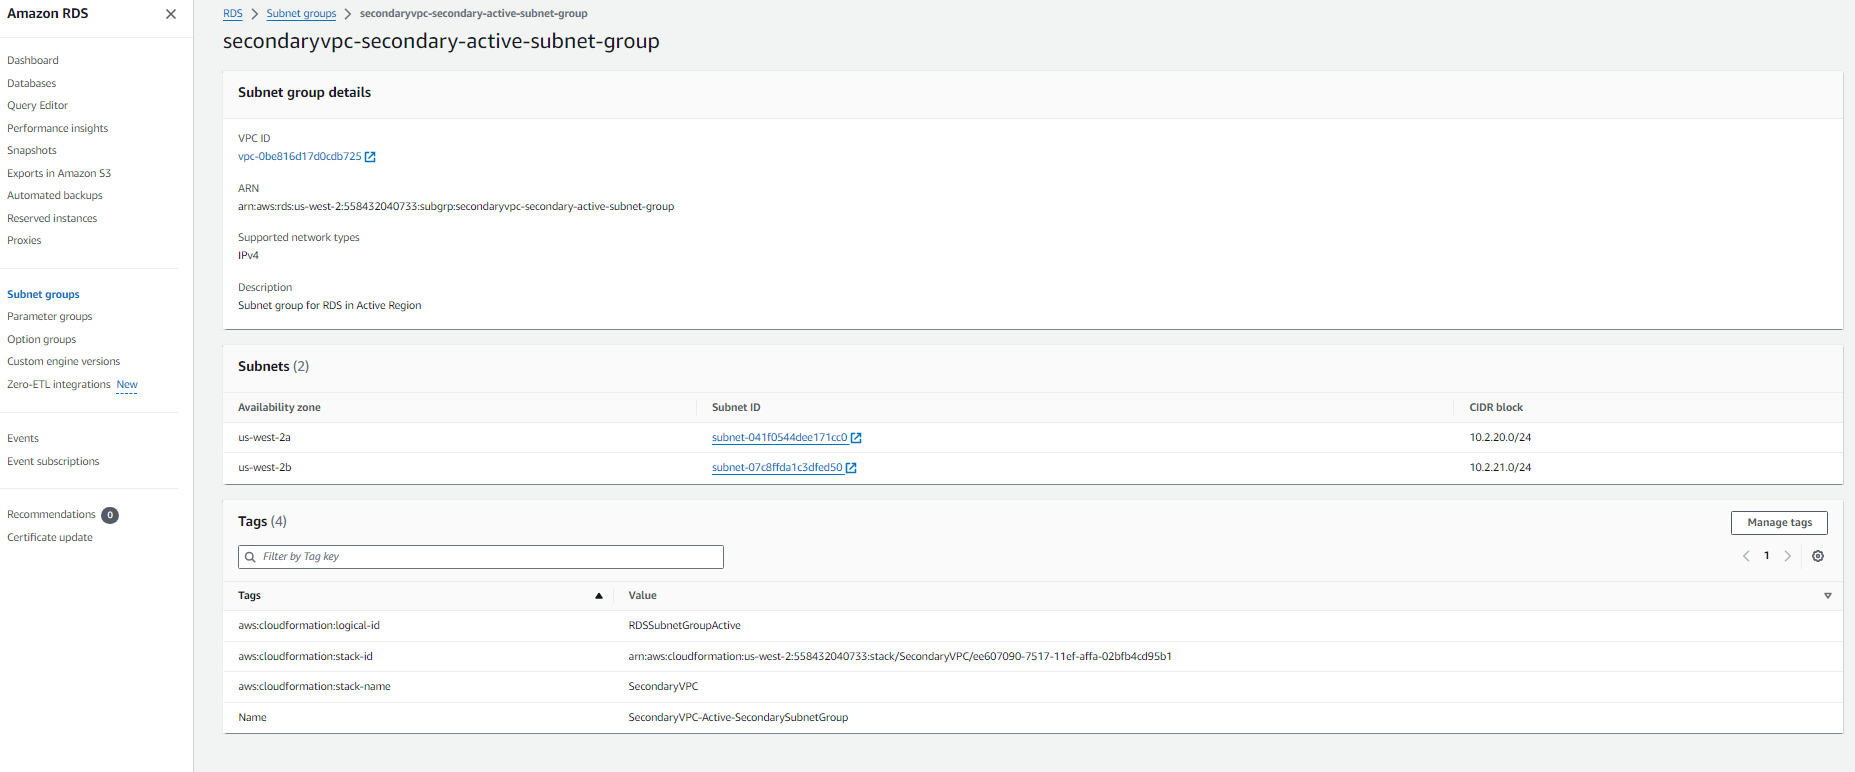 Amazon RDS
Dashboard
Databases
Query Editor
Performance insights
Snapshots
Exports in Amazon S3
Automated backups
Reserved instances
Proxies
Subnet groups
Parameter groups
Option groups
Custom engine versions
Zero-ETL integrations New
Events
Event subscriptions
Recommendations 0
Certificate update
RDS > Subnet groups > secondaryvpc-secondary-active-subnet-group
secondaryvpc-secondary-active-subnet-group
Subnet group details
VPC ID
vpc-0be816d17d0cdb725
ARN
arn:aws:rds:us-west-2:558432040733:subgrp:secondaryvpc-secondary-active-subnet-group
Supported network types
IPv4
Description
Subnet group for RDS in Active Region
Subnets (2)
Availability zone Subnet ID CIDR block
us-west-2a subnet-041f0544dee171cc0 10.2.20.0/24
us-west-2b subnet-07c8ffda1c3dfed50 10.2.21.0/24
Tags (4)
Manage tags
Filter by Tag key
1
Tags Value
aws:cloudformation:logical-id RDSSubnetGroupActive
aws:cloudformation:stack-id arn:aws:cloudformation:us-west-2:558432040733:stack/SecondaryVPC/ee607090-7517-11ef-affa-02bfb4cd95b1
aws:cloudformation:stack-name SecondaryVPC
Name SecondaryVPC-Active-SecondarySubnetGroup